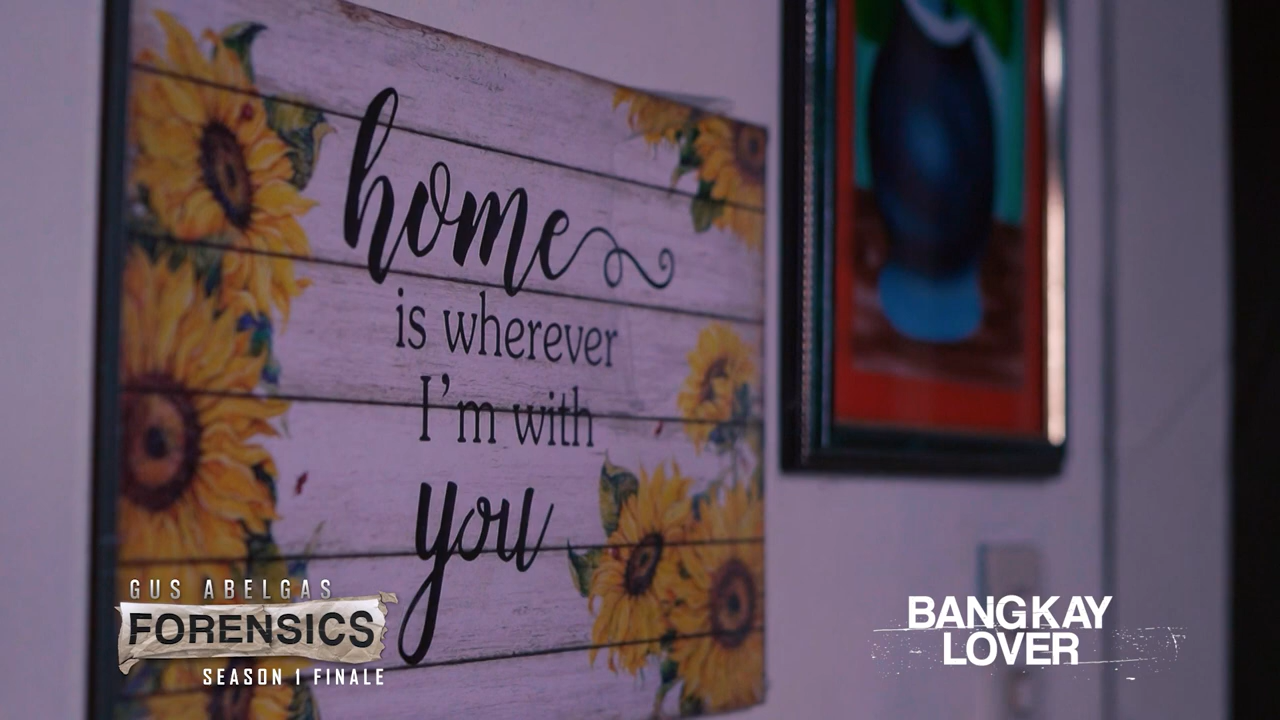 home
is wherever
I'm with
you
GUS ABELGAS
FORENSICS
SEASON 1 FINALE
BANGKAY
LOVER